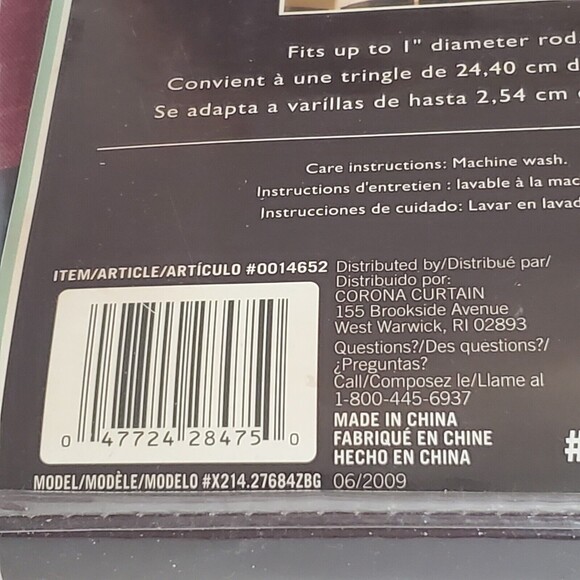 Fits up to 1" diameter rod
Convient à une tringle de 24,40 cm d
Se adapta a varíllas de hasta 2,54 cm
Care instructions: Machine wash.
Instructions d'entretien : lavable à la mac
Instrucciones de cuidado: Lavar en lavad
ITEM/ARTICLE/ARTÍCULO #0014652
Distributed by/Distribué par/
Distribuido por:
CORONA CURTAIN
155 Brookside Avenue
West Warwick, RI 02893
Questions?/Des questions?/
¿Preguntas?
Call/Composez le/Llame al
1-800-445-6937
MADE IN CHINA
FABRIQUÉ EN CHINE
HECHO EN CHINA
0 47724 28475 0
MODEL/MODÈLE/MODELO #X214.27684ZBG
06/2009
#